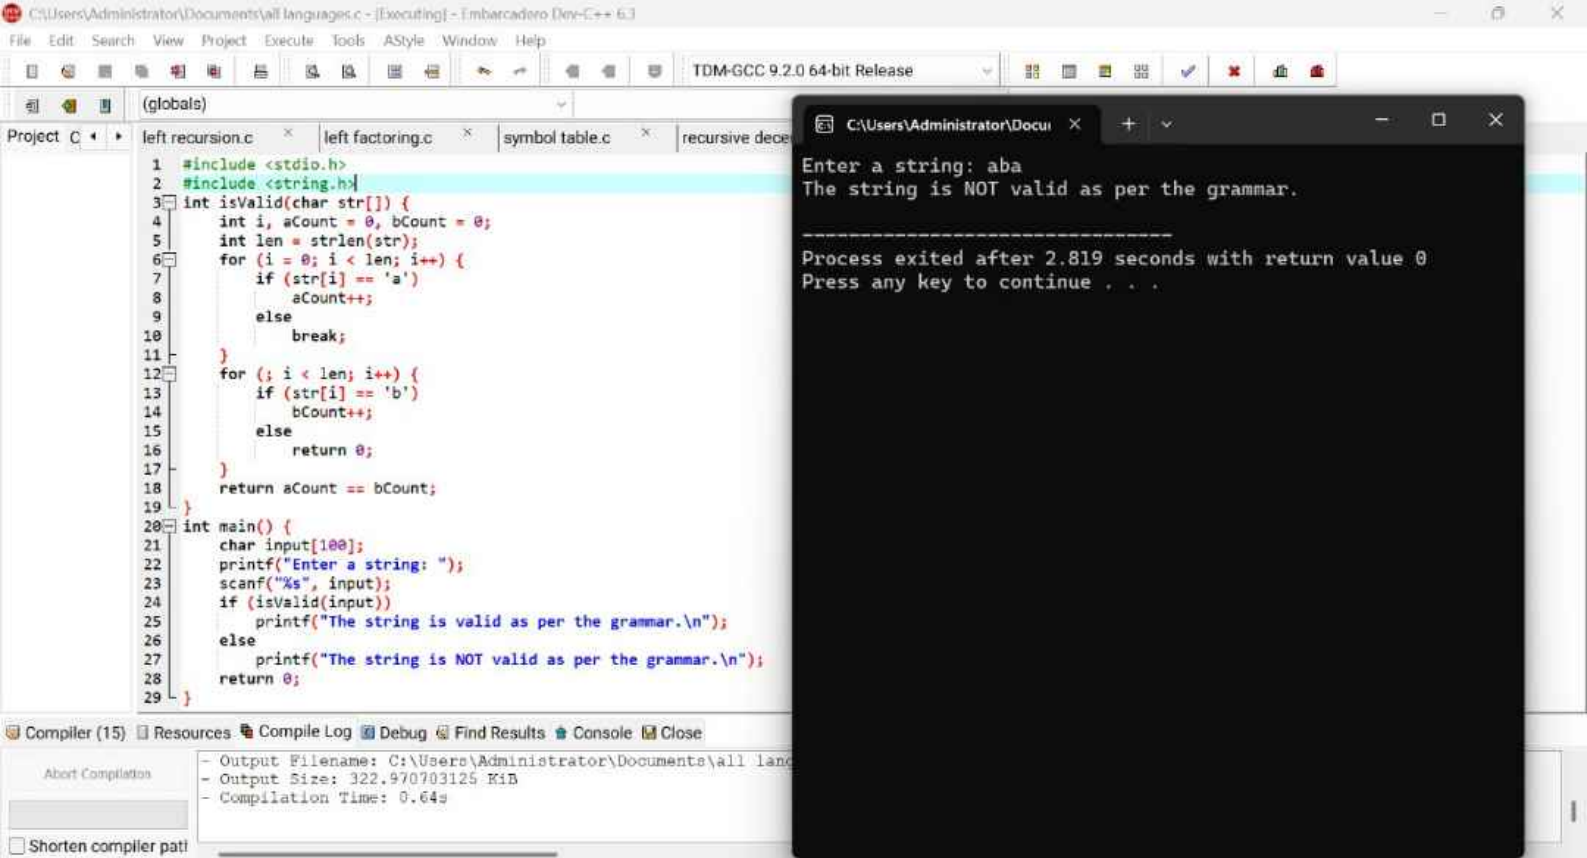 C:\Users\Administrator\Documents\all languages.c - [Executing] - Embarcadero Dev-C++ 6.3
File Edit Search View Project Execute Tools AStyle Window Help
TDM-GCC 9.2.0 64-bit Release
(globals)
Project C
left recursion.c left factoring.c symbol table.c recursive dece
1 #include <stdio.h>
2 #include <string.h>
3 int isValid(char str[]) {
4 int i, aCount = 0, bCount = 0;
5 int len = strlen(str);
6 for (i = 0; i < len; i++) {
7 if (str[i] == 'a')
8 aCount++;
9 else
10 break;
11 }
12 for (; i < len; i++) {
13 if (str[i] == 'b')
14 bCount++;
15 else
16 return 0;
17 }
18 return aCount == bCount;
19 }
20 int main() {
21 char input[100];
22 printf("Enter a string: ");
23 scanf("%s", input);
24 if (isValid(input))
25 printf("The string is valid as per the grammar.\n");
26 else
27 printf("The string is NOT valid as per the grammar.\n");
28 return 0;
29 }
C:\Users\Administrator\Docu
Enter a string: aba
The string is NOT valid as per the grammar.
--------------------------------
Process exited after 2.819 seconds with return value 0
Press any key to continue . . .
Compiler (15) Resources Compile Log Debug Find Results Console Close
Abort Compilation
Shorten compiler path
- Output Filename: C:\Users\Administrator\Documents\all lang
- Output Size: 322.970703125 KiB
- Compilation Time: 0.64s